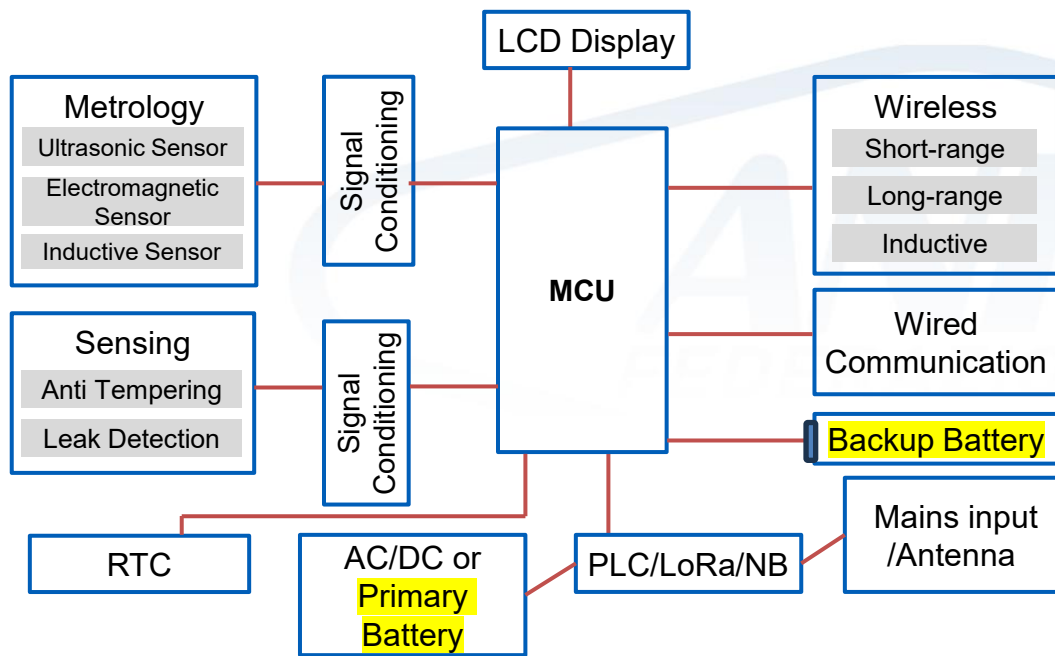 LCD Display
Metrology
Ultrasonic Sensor
Electromagnetic
Sensor
Inductive Sensor
Signal
Conditioning
MCU
Wireless
Short-range
Long-range
Inductive
Sensing
Anti Tempering
Leak Detection
Signal
Conditioning
Wired
Communication
Backup Battery
RTC
AC/DC or
Primary
Battery
PLC/LoRa/NB
Mains input
/Antenna